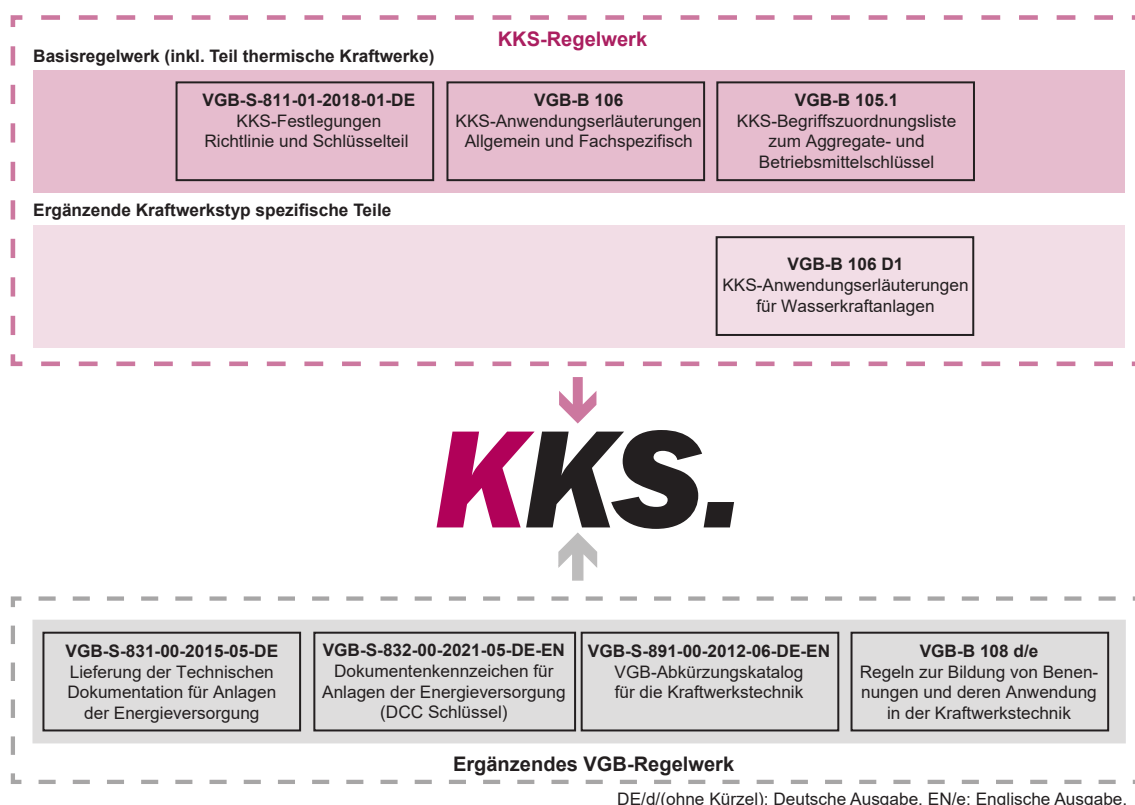 KKS-Regelwerk
Basisregelwerk (inkl. Teil thermische Kraftwerke)
VGB-S-811-01-2018-01-DE
KKS-Festlegungen
Richtlinie und Schlüsselteil
VGB-B 106
KKS-Anwendungserläuterungen
Allgemein und Fachspezifisch
VGB-B 105.1
KKS-Begriffszuordnungsliste
zum Aggregate- und
Betriebsmittelschlüssel
Ergänzende Kraftwerkstyp spezifische Teile
VGB-B 106 D1
KKS-Anwendungserläuterungen
für Wasserkraftanlagen
KKS.
VGB-S-831-00-2015-05-DE
Lieferung der Technischen
Dokumentation für Anlagen
der Energieversorgung
VGB-S-832-00-2021-05-DE-EN
Dokumentenkennzeichen für
Anlagen der Energieversorgung
(DCC Schlüssel)
VGB-S-891-00-2012-06-DE-EN
VGB-Abkürzungskatalog
für die Kraftwerkstechnik
VGB-B 108 d/e
Regeln zur Bildung von Benen-
nungen und deren Anwendung
in der Kraftwerkstechnik
Ergänzendes VGB-Regelwerk
DE/d/(ohne Kürzel): Deutsche Ausgabe, EN/e: Englische Ausgabe.